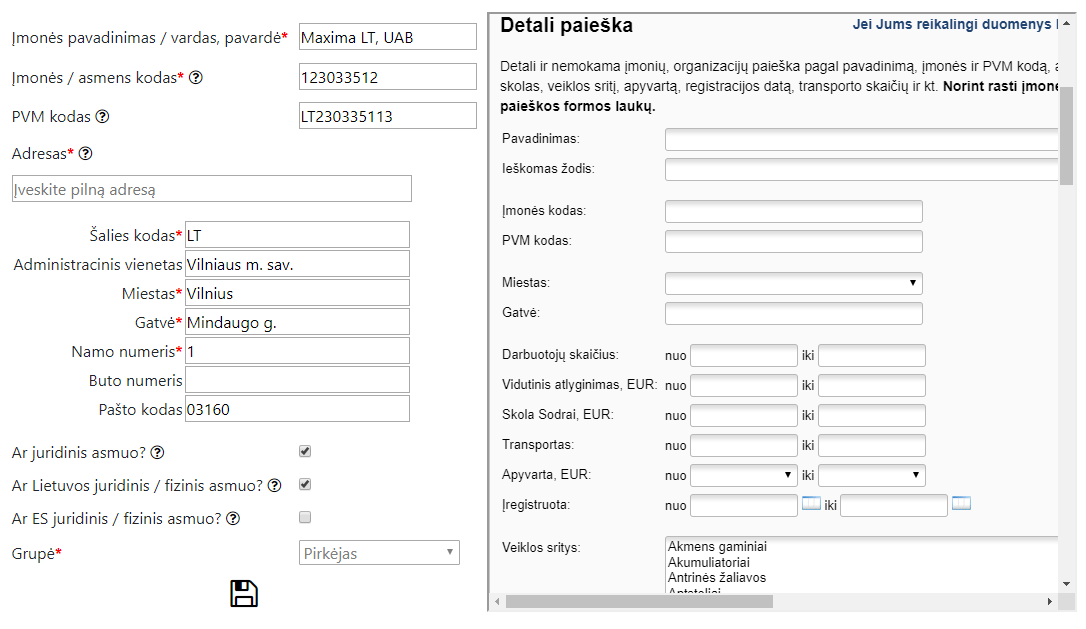 Įmonės pavadinimas / vardas, pavardė* Maxima LT, UAB
Įmonės / asmens kodas* 123033512
PVM kodas LT230335113
Adresas*
Įveskite pilną adresą
Šalies kodas* LT
Administracinis vienetas Vilniaus m. sav.
Miestas* Vilnius
Gatvė* Mindaugo g.
Namo numeris* 1
Buto numeris
Pašto kodas 03160
Ar juridinis asmuo?
Ar Lietuvos juridinis / fizinis asmuo?
Ar ES juridinis / fizinis asmuo?
Grupė* Pirkėjas
Detali paieška
Jei Jums reikalingi duomenys
Detali ir nemokama įmonių, organizacijų paieška pagal pavadinimą, įmonės ir PVM kodą,
skolas, veiklos sritį, apyvartą, registracijos datą, transporto skaičių ir kt. Norint rasti
paieškos formos laukų.
Pavadinimas:
Ieškomas žodis:
Įmonės kodas:
PVM kodas:
Miestas:
Gatvė:
Darbuotojų skaičius: nuo iki
Vidutinis atlyginimas, EUR: nuo iki
Skola Sodrai, EUR: nuo iki
Transportas: nuo iki
Apyvarta, EUR: nuo iki
Įregistruota: nuo iki
Veiklos sritys: Akmens gaminiai
Akumuliatoriai
Antrinės žaliavos